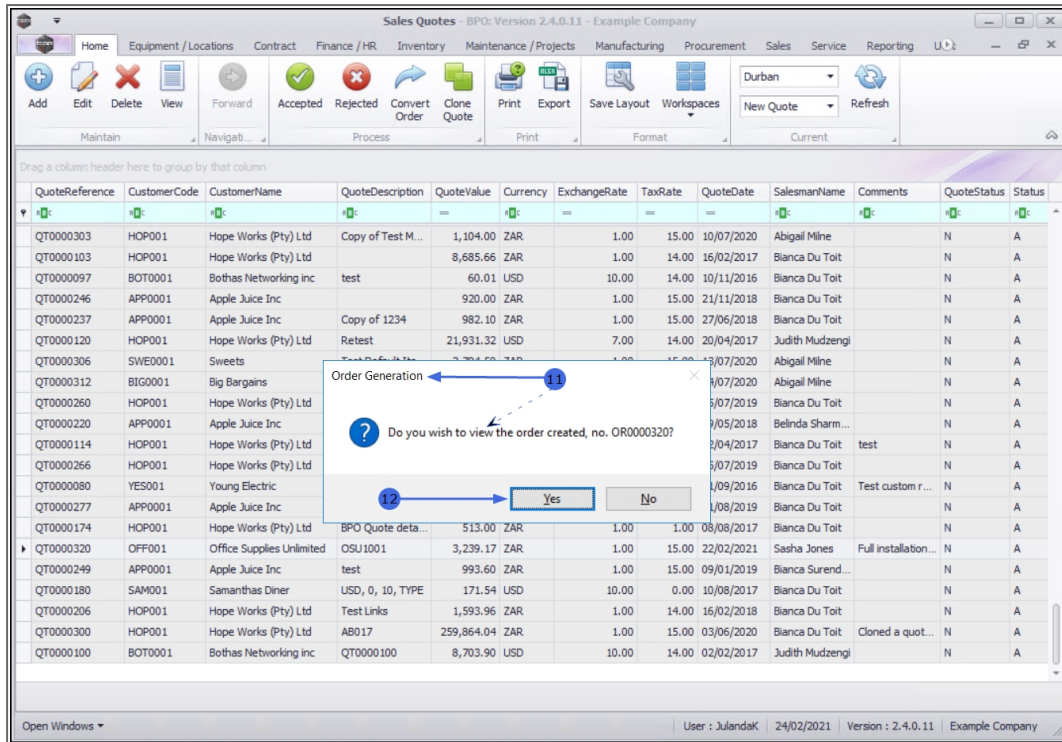 Sales Quotes - BPO: Version 2.4.0.11 - Example Company
Home Equipment / Locations Contract Finance / HR Inventory Maintenance / Projects Manufacturing Procurement Sales Service Reporting
Add Edit Delete View Forward Accepted Rejected Convert Order Clone Quote Print Export Save Layout Workspaces Durban New Quote Refresh
Maintain Navigati... Process Print Format Current
Drag a column header here to group by that column
QuoteReference CustomerCode CustomerName QuoteDescription QuoteValue Currency ExchangeRate TaxRate QuoteDate SalesmanName Comments QuoteStatus Status
QT0000303 HOP001 Hope Works (Pty) Ltd Copy of Test M... 1,104.00 ZAR 1.00 15.00 10/07/2020 Abigail Milne N A
QT0000103 HOP001 Hope Works (Pty) Ltd 8,685.66 ZAR 1.00 14.00 16/02/2017 Bianca Du Toit N A
QT0000097 BOT0001 Bothas Networking inc test 60.01 USD 10.00 14.00 10/11/2016 Bianca Du Toit N A
QT0000246 APP0001 Apple Juice Inc 920.00 ZAR 1.00 15.00 21/11/2018 Bianca Du Toit N A
QT0000237 APP0001 Apple Juice Inc Copy of 1234 982.10 ZAR 1.00 15.00 27/06/2018 Bianca Du Toit N A
QT0000120 HOP001 Hope Works (Pty) Ltd Retest 21,931.32 USD 7.00 14.00 20/04/2017 Judith Mudzengi N A
QT0000306 SWE0001 Sweets 13/07/2020 Abigail Milne N A
QT0000312 BIG0001 Big Bargains /07/2020 Abigail Milne N A
QT0000260 HOP001 Hope Works (Pty) Ltd /07/2019 Bianca Du Toit N A
QT0000220 APP0001 Apple Juice Inc /05/2018 Belinda Sharm... N A
QT0000114 HOP001 Hope Works (Pty) Ltd /04/2017 Bianca Du Toit test N A
QT0000266 HOP001 Hope Works (Pty) Ltd /07/2019 Bianca Du Toit N A
QT0000080 YES001 Young Electric /09/2016 Bianca Du Toit Test custom r... N A
QT0000277 APP0001 Apple Juice Inc /08/2019 Bianca Du Toit N A
QT0000174 HOP001 Hope Works (Pty) Ltd BPO Quote deta... 513.00 ZAR 1.00 1.00 08/08/2017 Bianca Du Toit N A
QT0000320 OFF001 Office Supplies Unlimited OSU1001 3,239.17 ZAR 1.00 15.00 22/02/2021 Sasha Jones Full installation... N A
QT0000249 APP0001 Apple Juice Inc test 993.60 ZAR 1.00 15.00 09/01/2019 Bianca Surend... N A
QT0000180 SAM001 Samanthas Diner USD, 0, 10, TYPE 171.54 USD 10.00 0.00 10/08/2017 Bianca Du Toit N A
QT0000206 HOP001 Hope Works (Pty) Ltd Test Links 1,593.96 ZAR 1.00 14.00 16/02/2018 Bianca Du Toit N A
QT0000300 HOP001 Hope Works (Pty) Ltd AB017 259,864.04 ZAR 1.00 15.00 03/06/2020 Bianca Du Toit Cloned a quot... N A
QT0000100 BOT0001 Bothas Networking inc QT0000100 8,703.90 USD 10.00 14.00 02/02/2017 Judith Mudzengi N A
Order Generation 11
Do you wish to view the order created, no. OR0000320?
12 Yes No
Open Windows User : JulandaK 24/02/2021 Version : 2.4.0.11 Example Company